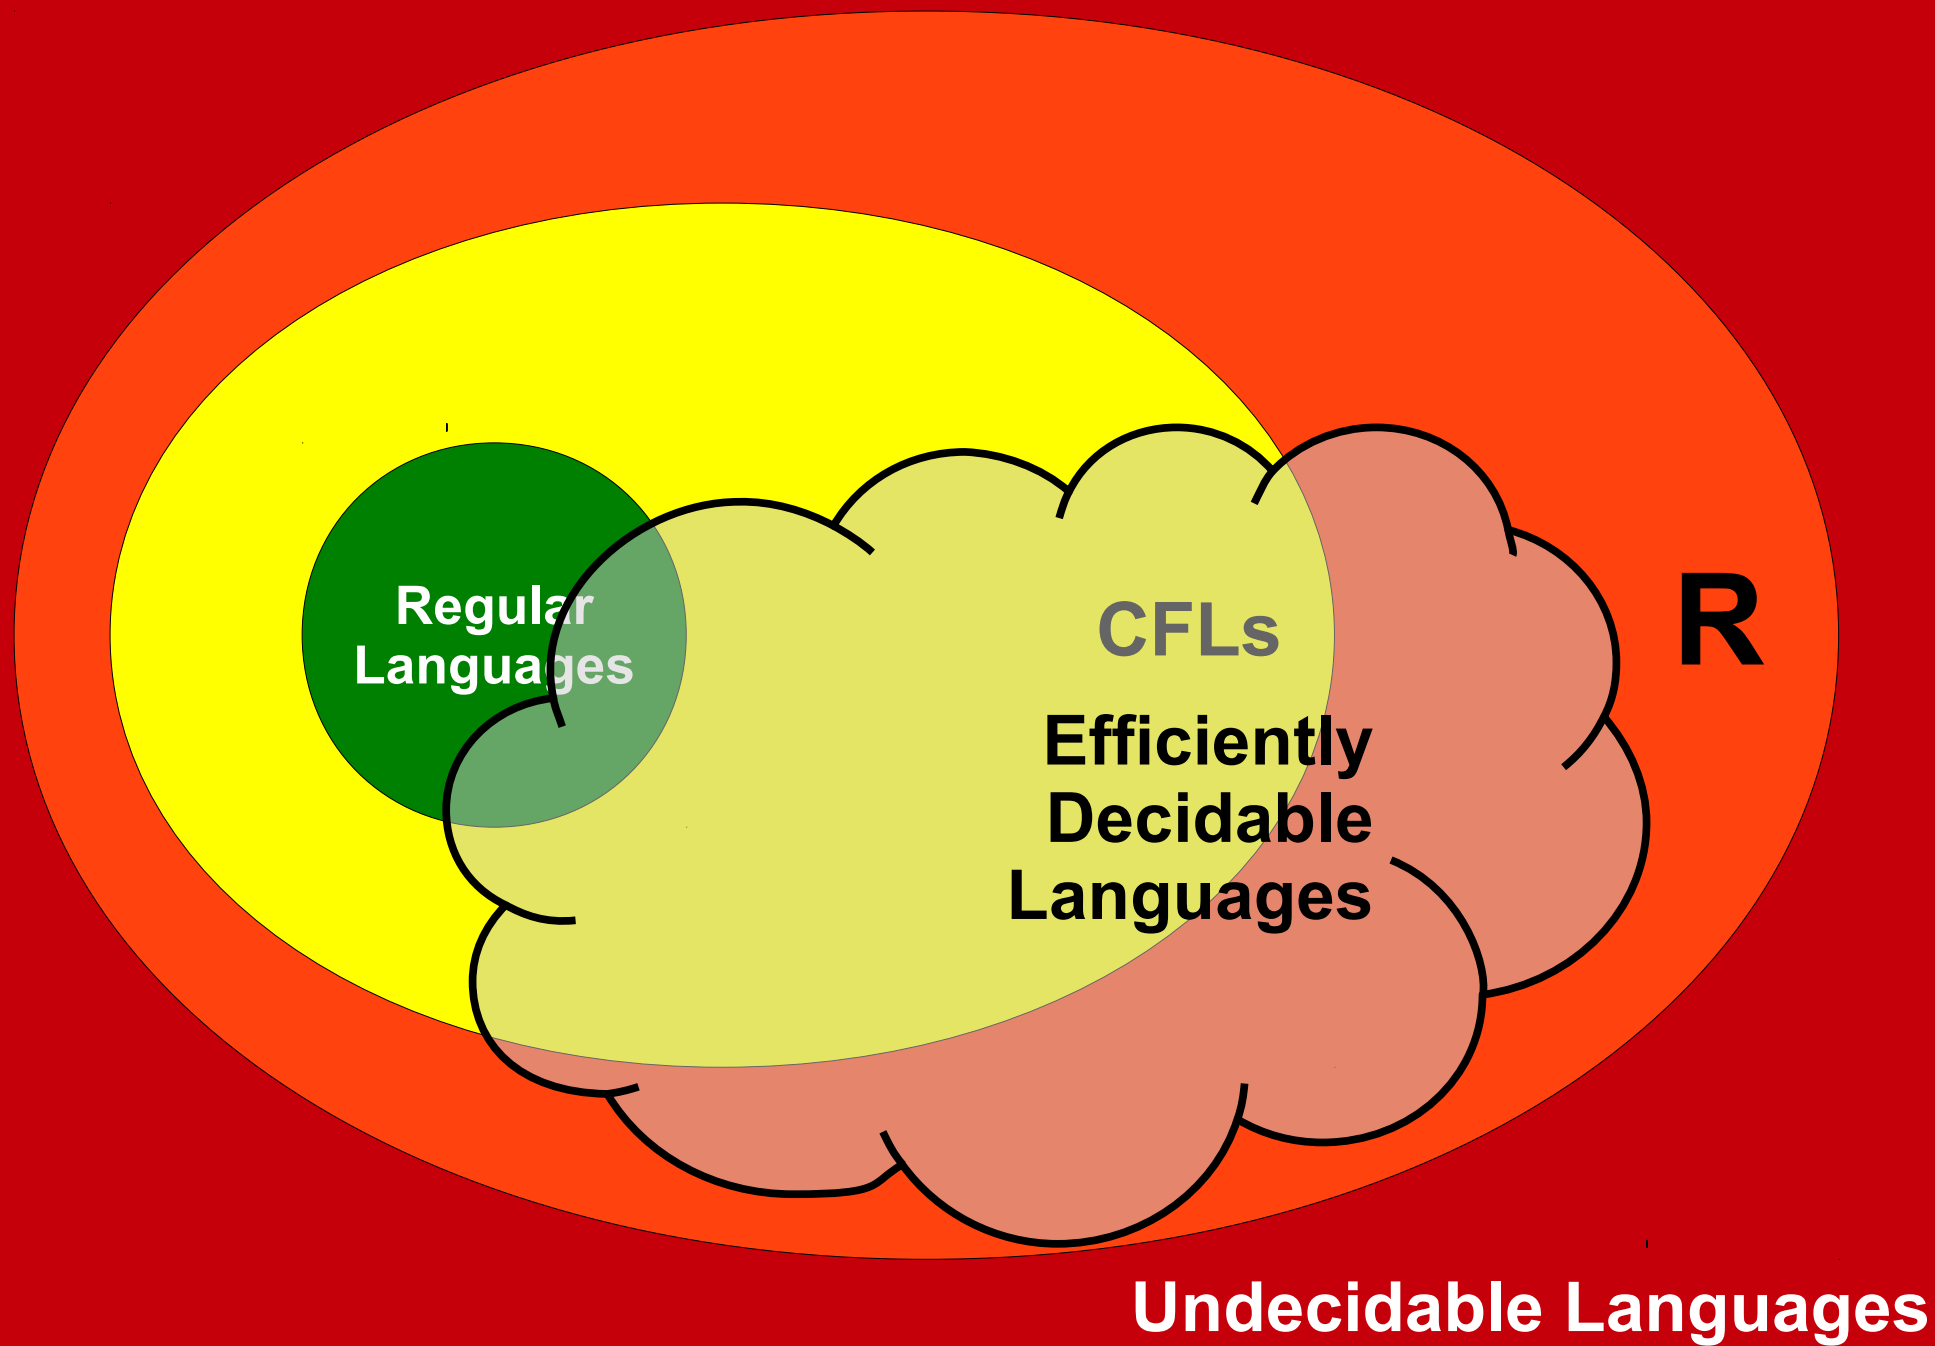 Regular
Languages
CFLs
R
Efficiently
Decidable
Languages
Undecidable Languages